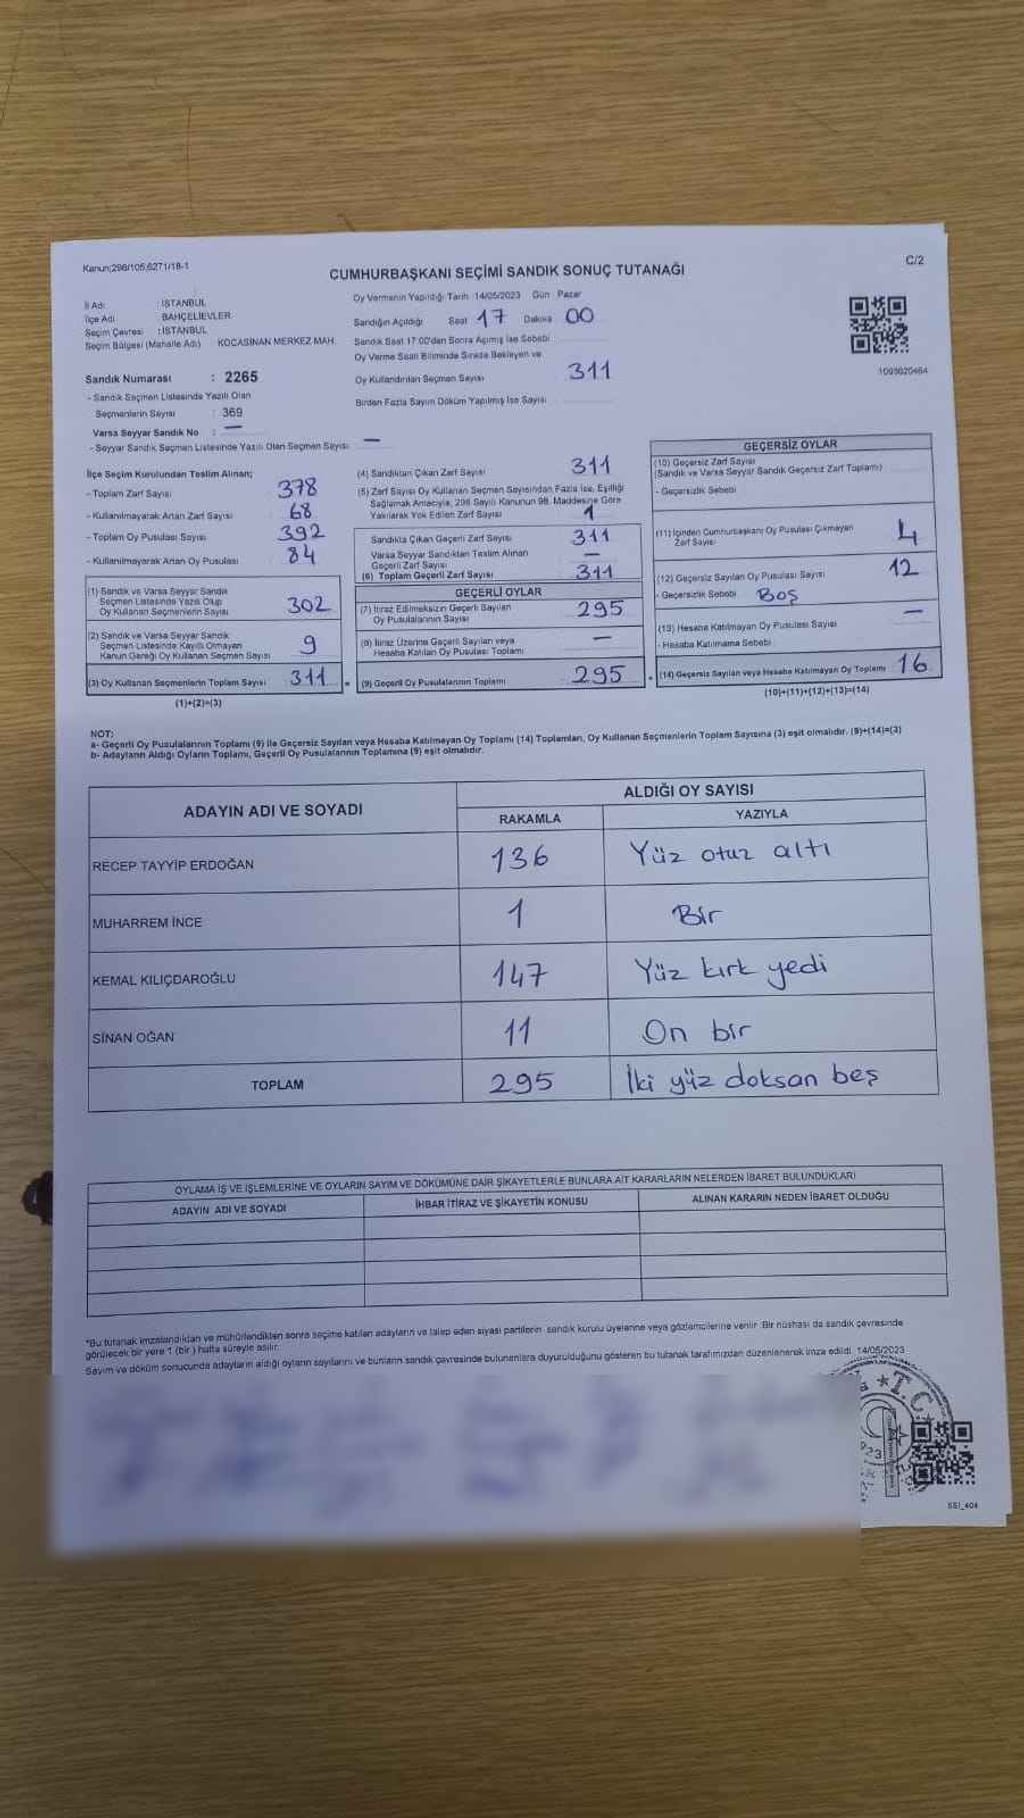 Kanun;298/105,6271/18-1
C/2
CUMHURBAŞKANI SEÇİMİ SANDIK SONUÇ TUTANAĞI
İl Adı : İSTANBUL
İlçe Adı BAHÇELİEVLER
Seçim Çevresi : İSTANBUL
Seçim Bölgesi (Mahalle Adı) KOCASİNAN MERKEZ MAH.
Sandık Numarası : 2265
- Sandık Seçmen Listesinde Yazılı Olan
Seçmenlerin Sayısı : 369
Varsa Seyyar Sandık No : —
- Seyyar Sandık Seçmen Listesinde Yazılı Olan Seçmen Sayısı —
Oy Vermenin Yapıldığı Tarih 14/05/2023 Gün Pazar
Sandığın Açıldığı Saat 17 Dakika 00
Sandık Saat 17:00'dan Sonra Açılmış İse Sebebi
Oy Verme Saati Bitiminde Sırada Bekleyen ve
Oy Kullandırılan Seçmen Sayısı 311
Birden Fazla Sayım Döküm Yapılmış İse Sayısı
İlçe Seçim Kurulundan Teslim Alınan;
- Toplam Zarf Sayısı 378
- Kullanılmayarak Artan Zarf Sayısı 68
- Toplam Oy Pusulası Sayısı 392
- Kullanılmayarak Artan Oy Pusulası 84
(1) Sandık ve Varsa Seyyar Sandık
Seçmen Listesinde Yazılı Olup
Oy Kullanan Seçmenlerin Sayısı 302
(2) Sandık ve Varsa Seyyar Sandık
Seçmen Listesinde Kayıtlı Olmayan
Kanun Gereği Oy Kullanan Seçmen Sayısı 9
(3) Oy Kullanan Seçmenlerin Toplam Sayısı 311
(1)+(2)=(3)
(4) Sandıktan Çıkan Zarf Sayısı 311
(5) Zarf Sayısı Oy Kullanan Seçmen Sayısından Fazla İse, Eşitliği
Sağlamak Amacıyla, 298 Sayılı Kanunun 98. Maddesine Göre
Yakılarak Yok Edilen Zarf Sayısı 1
Sandıkta Çıkan Geçerli Zarf Sayısı 311
Varsa Seyyar Sandıktan Teslim Alınan
Geçerli Zarf Sayısı —
(6) Toplam Geçerli Zarf Sayısı 311
GEÇERLİ OYLAR
(7) İtiraz Edilmeksizin Geçerli Sayılan
Oy Pusulalarının Sayısı 295
(8) İtiraz Üzerine Geçerli Sayılan veya
Hesaba Katılan Oy Pusulası Toplamı —
(9) Geçerli Oy Pusulalarının Toplamı 295
1093620464
GEÇERSİZ OYLAR
(10) Geçersiz Zarf Sayısı
(Sandık ve Varsa Seyyar Sandık Geçersiz Zarf Toplamı)
- Geçersizlik Sebebi
(11) İçinden Cumhurbaşkanı Oy Pusulası Çıkmayan
Zarf Sayısı 4
(12) Geçersiz Sayılan Oy Pusulası Sayısı 12
- Geçersizlik Sebebi BOŞ
(13) Hesaba Katılmayan Oy Pusulası Sayısı —
- Hesaba Katılmama Sebebi
(14) Geçersiz Sayılan veya Hesaba Katılmayan Oy Toplamı 16
(10)+(11)+(12)+(13)=(14)
NOT:
a- Geçerli Oy Pusulalarının Toplamı (9) ile Geçersiz Sayılan veya Hesaba Katılmayan Oy Toplamı (14) Toplamları, Oy Kullanan Seçmenlerin Toplam Sayısına (3) eşit olmalıdır. (9)+(14)=(3)
b- Adayların Aldığı Oyların Toplamı, Geçerli Oy Pusulalarının Toplamına (9) eşit olmalıdır.
ADAYIN ADI VE SOYADI
ALDIĞI OY SAYISI
RAKAMLA YAZIYLA
RECEP TAYYİP ERDOĞAN 136 Yüz otuz altı
MUHARREM İNCE 1 Bir
KEMAL KILIÇDAROĞLU 147 Yüz kırk yedi
SİNAN OĞAN 11 On bir
TOPLAM 295 İki yüz doksan beş
OYLAMA İŞ VE İŞLEMLERİNE VE OYLARIN SAYIM VE DÖKÜMÜNE DAİR ŞİKAYETLERLE BUNLARA AİT KARARLARIN NELERDEN İBARET BULUNDUKLARI
ADAYIN ADI VE SOYADI İHBAR İTİRAZ VE ŞİKAYETİN KONUSU ALINAN KARARIN NEDEN İBARET OLDUĞU
*Bu tutanak imzalandıktan ve mühürlendikten sonra seçime katılan adayların ve talep eden siyasi partilerin sandık kurulu üyelerine veya gözlemcilerine verilir. Bir nüshası da sandık çevresinde
görülecek bir yere 1 (bir) hafta süreyle asılır.
Sayım ve döküm sonucunda adayların aldığı oyların sayılarını ve bunların sandık çevresinde bulunanlara duyurulduğunu gösteren bu tutanak tarafımızdan düzenlenerek imza edildi. 14/05/2023
T.C.
SSI_404